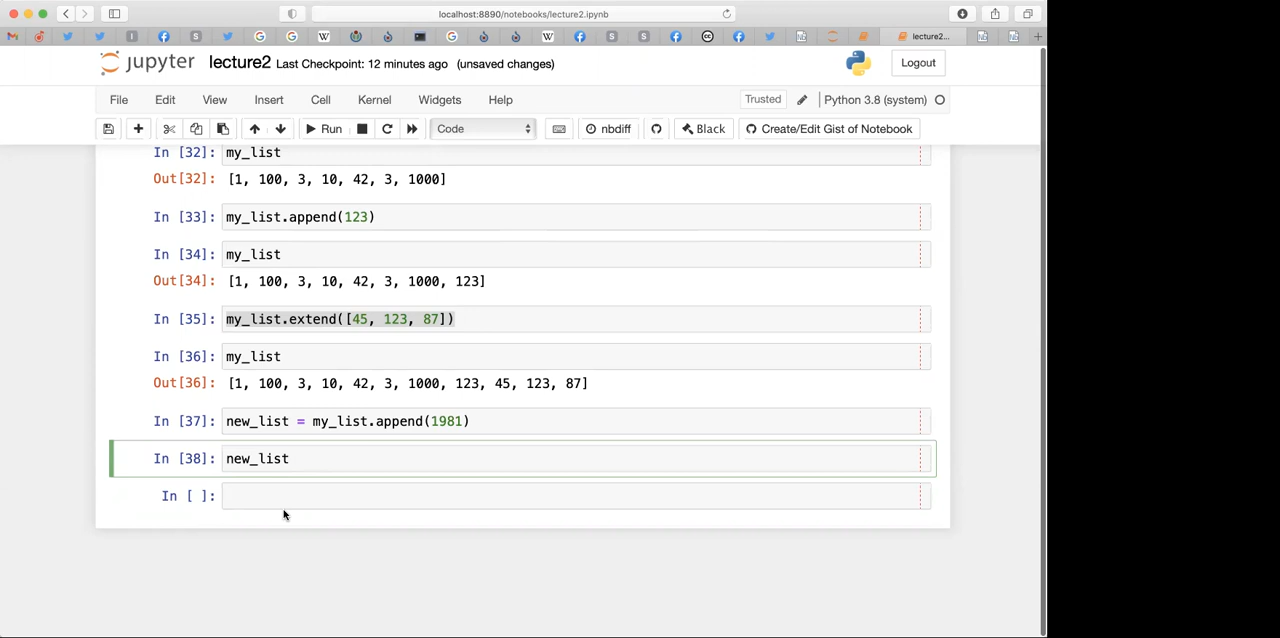 localhost:8890/notebooks/lecture2.ipynb
lecture2...
jupyter lecture2 Last Checkpoint: 12 minutes ago (unsaved changes)
Logout
File Edit View Insert Cell Kernel Widgets Help
Trusted
Python 3.8 (system)
Run
Code
nbdiff
Black
Create/Edit Gist of Notebook
In [32]: my_list
Out[32]: [1, 100, 3, 10, 42, 3, 1000]
In [33]: my_list.append(123)
In [34]: my_list
Out[34]: [1, 100, 3, 10, 42, 3, 1000, 123]
In [35]: my_list.extend([45, 123, 87])
In [36]: my_list
Out[36]: [1, 100, 3, 10, 42, 3, 1000, 123, 45, 123, 87]
In [37]: new_list = my_list.append(1981)
In [38]: new_list
In [ ]: